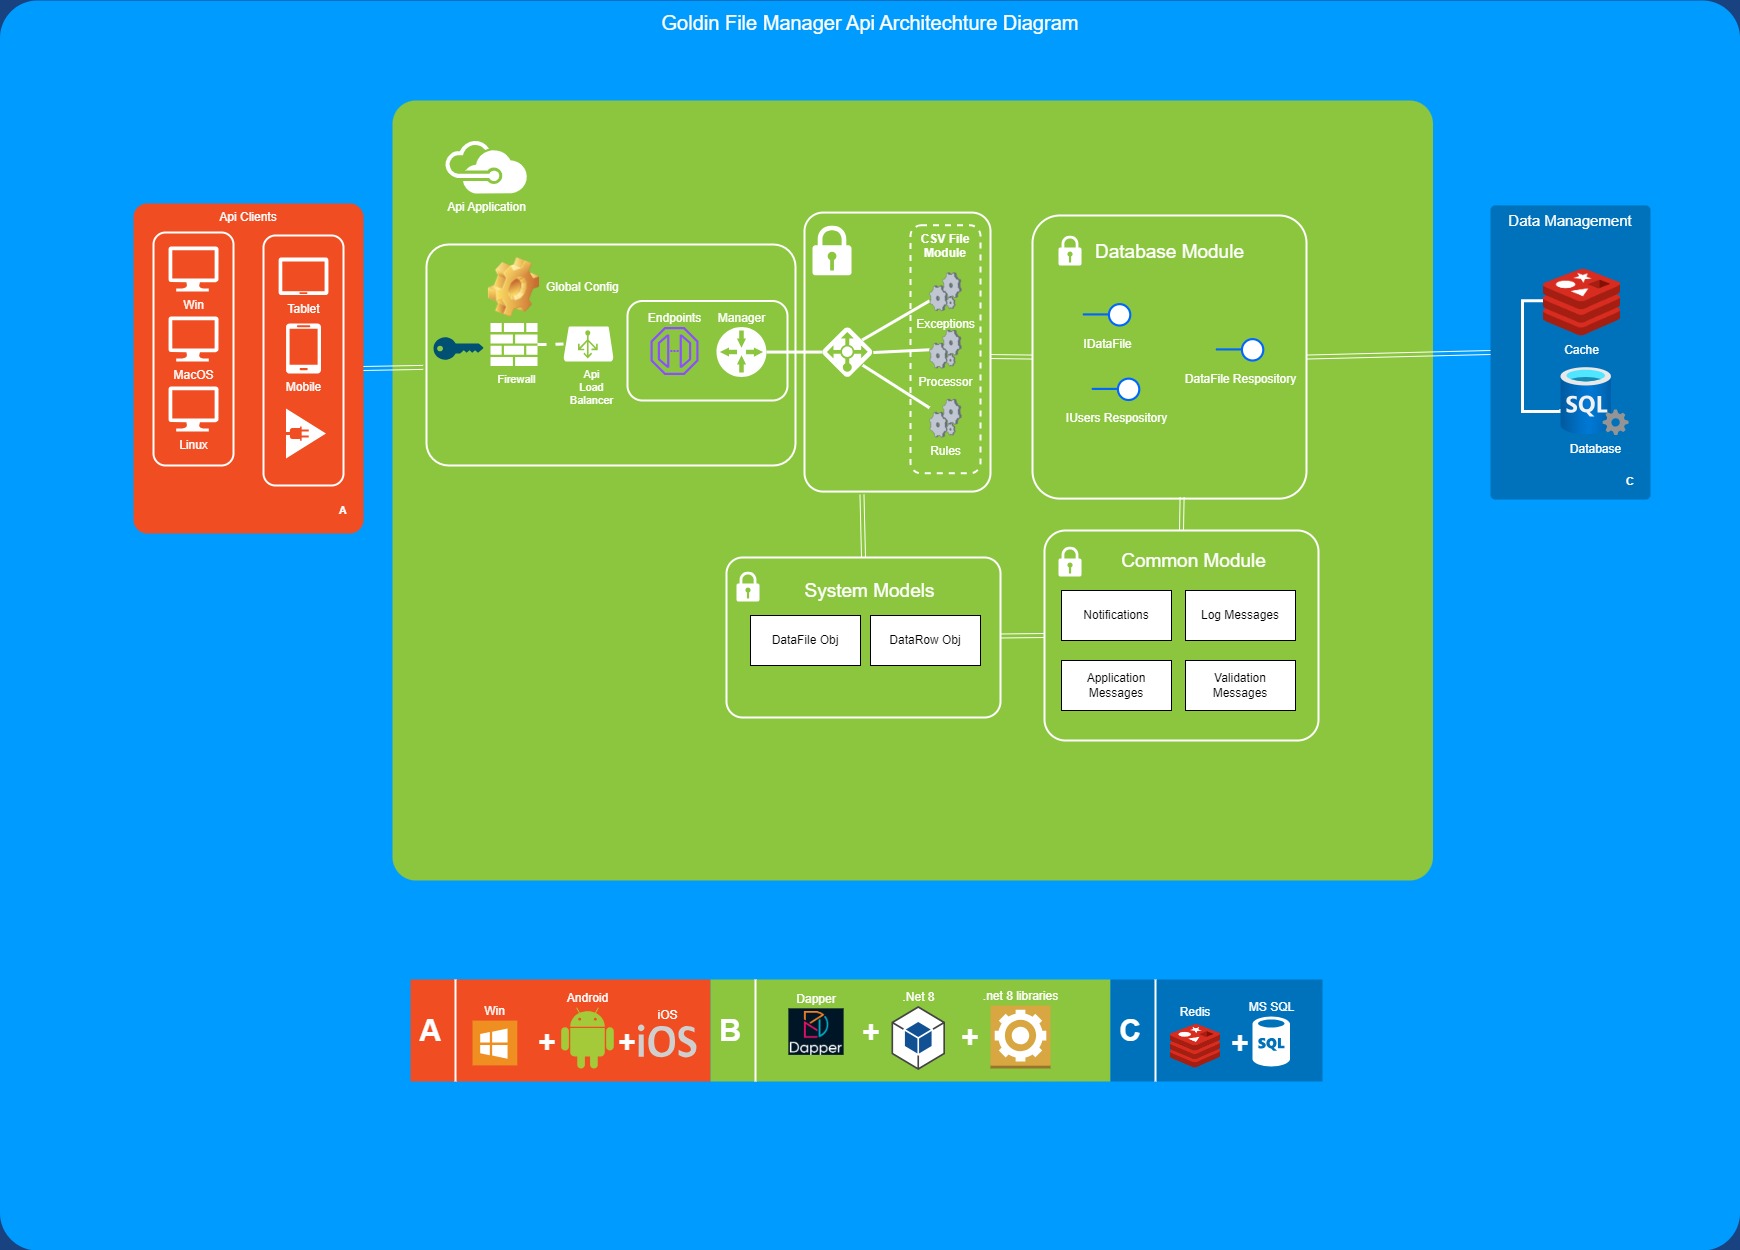 Goldin File Manager Api Architechture Diagram
Api Clients
Win
MacOS
Linux
Tablet
Mobile
A
Api Application
Global Config
Firewall
Api
Load
Balancer
Endpoints
Manager
CSV File
Module
Exceptions
Processor
Rules
Database Module
IDataFile
DataFile Respository
IUsers Respository
System Models
DataFile Obj
DataRow Obj
Common Module
Notifications
Log Messages
Application
Messages
Validation
Messages
Data Management
Cache
SQL
Database
C
A
Win
+
Android
+
iOS
iOS
B
Dapper
Dapper
+
.Net 8
+
.net 8 libraries
C
Redis
+
MS SQL
SQL